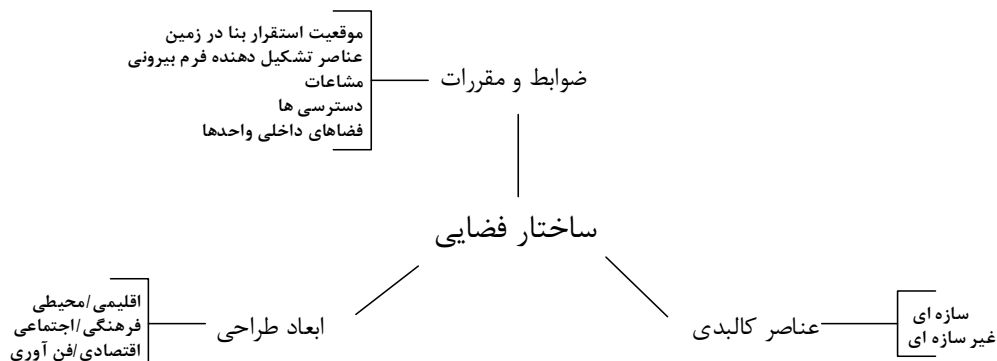 موقعیت استقرار بنا در زمین
عناصر تشکیل دهنده فرم بیرونی
مشاعات
دسترسی ها
فضاهای داخلی واحدها
ضوابط و مقررات
ساختار فضایی
عناصر کالبدی
سازه ای
غیر سازه ای
ابعاد طراحی
اقلیمی/محیطی
فرهنگی/اجتماعی
اقتصادی/فن آوری